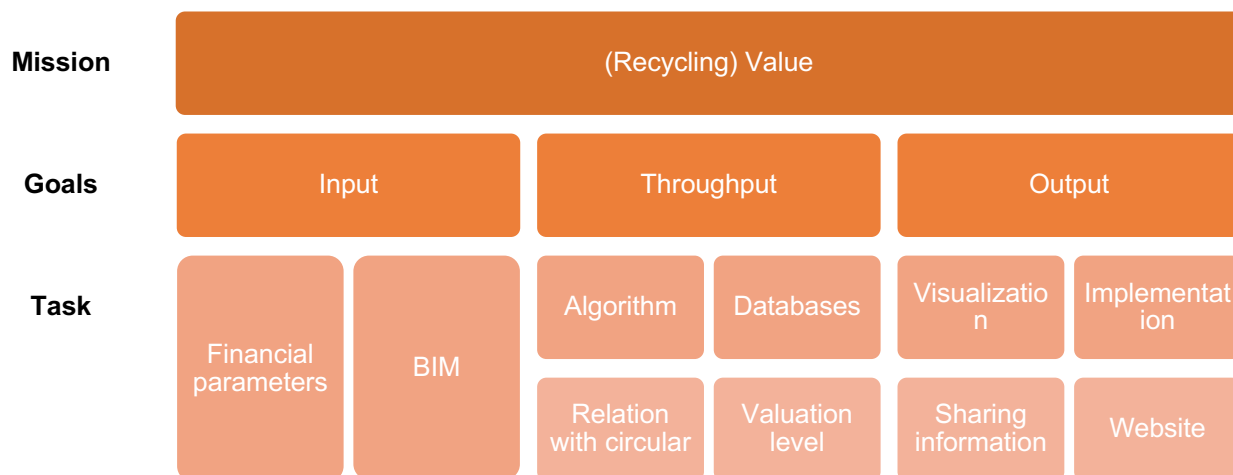 Mission
(Recycling) Value
Goals
Input
Throughput
Output
Task
Financial
parameters
BIM
Algorithm
Databases
Visualizatio
n
Implementat
ion
Relation
with circular
Valuation
level
Sharing
information
Website